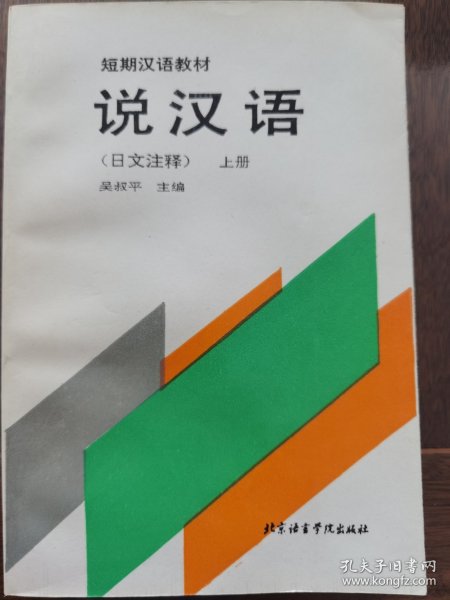 短期汉语教材
说汉语
（日文注释） 上册
吴叔平 主编
北京语言学院出版社
孔夫子旧书网
www.kongfz.com